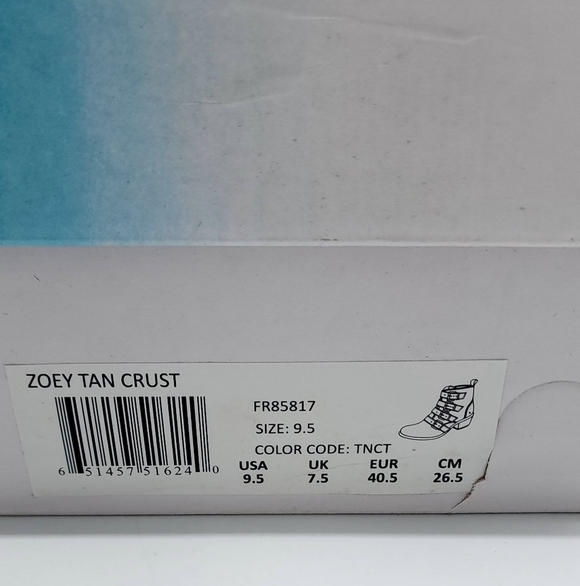 ZOEY TAN CRUST
FR85817
SIZE: 9.5
COLOR CODE: TNCT
6 51457 51624 0
USA UK EUR CM
9.5 7.5 40.5 26.5